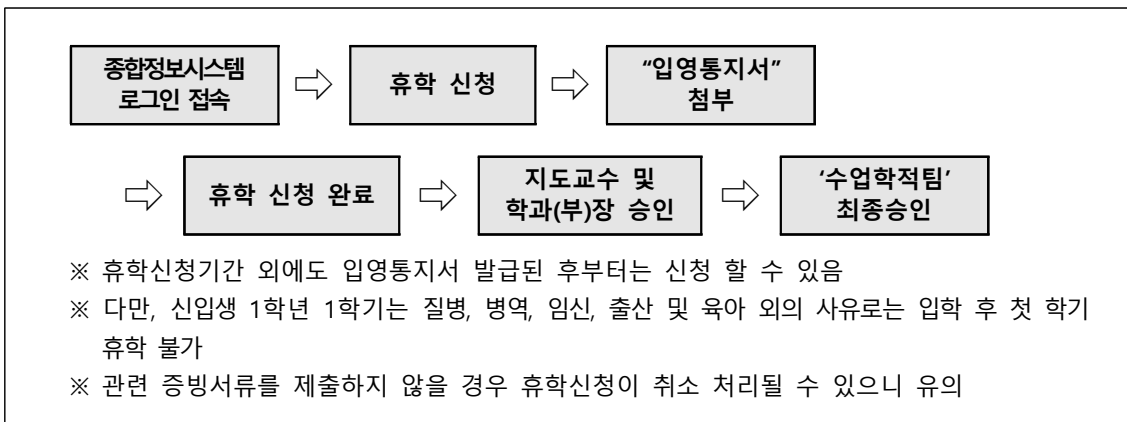 종합정보시스템
로그인 접속
⇨
휴학 신청
⇨
“입영통지서”
첨부
⇨
휴학 신청 완료
⇨
지도교수 및
학과(부)장 승인
⇨
‘수업학적팀’
최종승인
※ 휴학신청기간 외에도 입영통지서 발급된 후부터는 신청 할 수 있음
※ 다만, 신입생 1학년 1학기는 질병, 병역, 임신, 출산 및 육아 외의 사유로는 입학 후 첫 학기
휴학 불가
※ 관련 증빙서류를 제출하지 않을 경우 휴학신청이 취소 처리될 수 있으니 유의